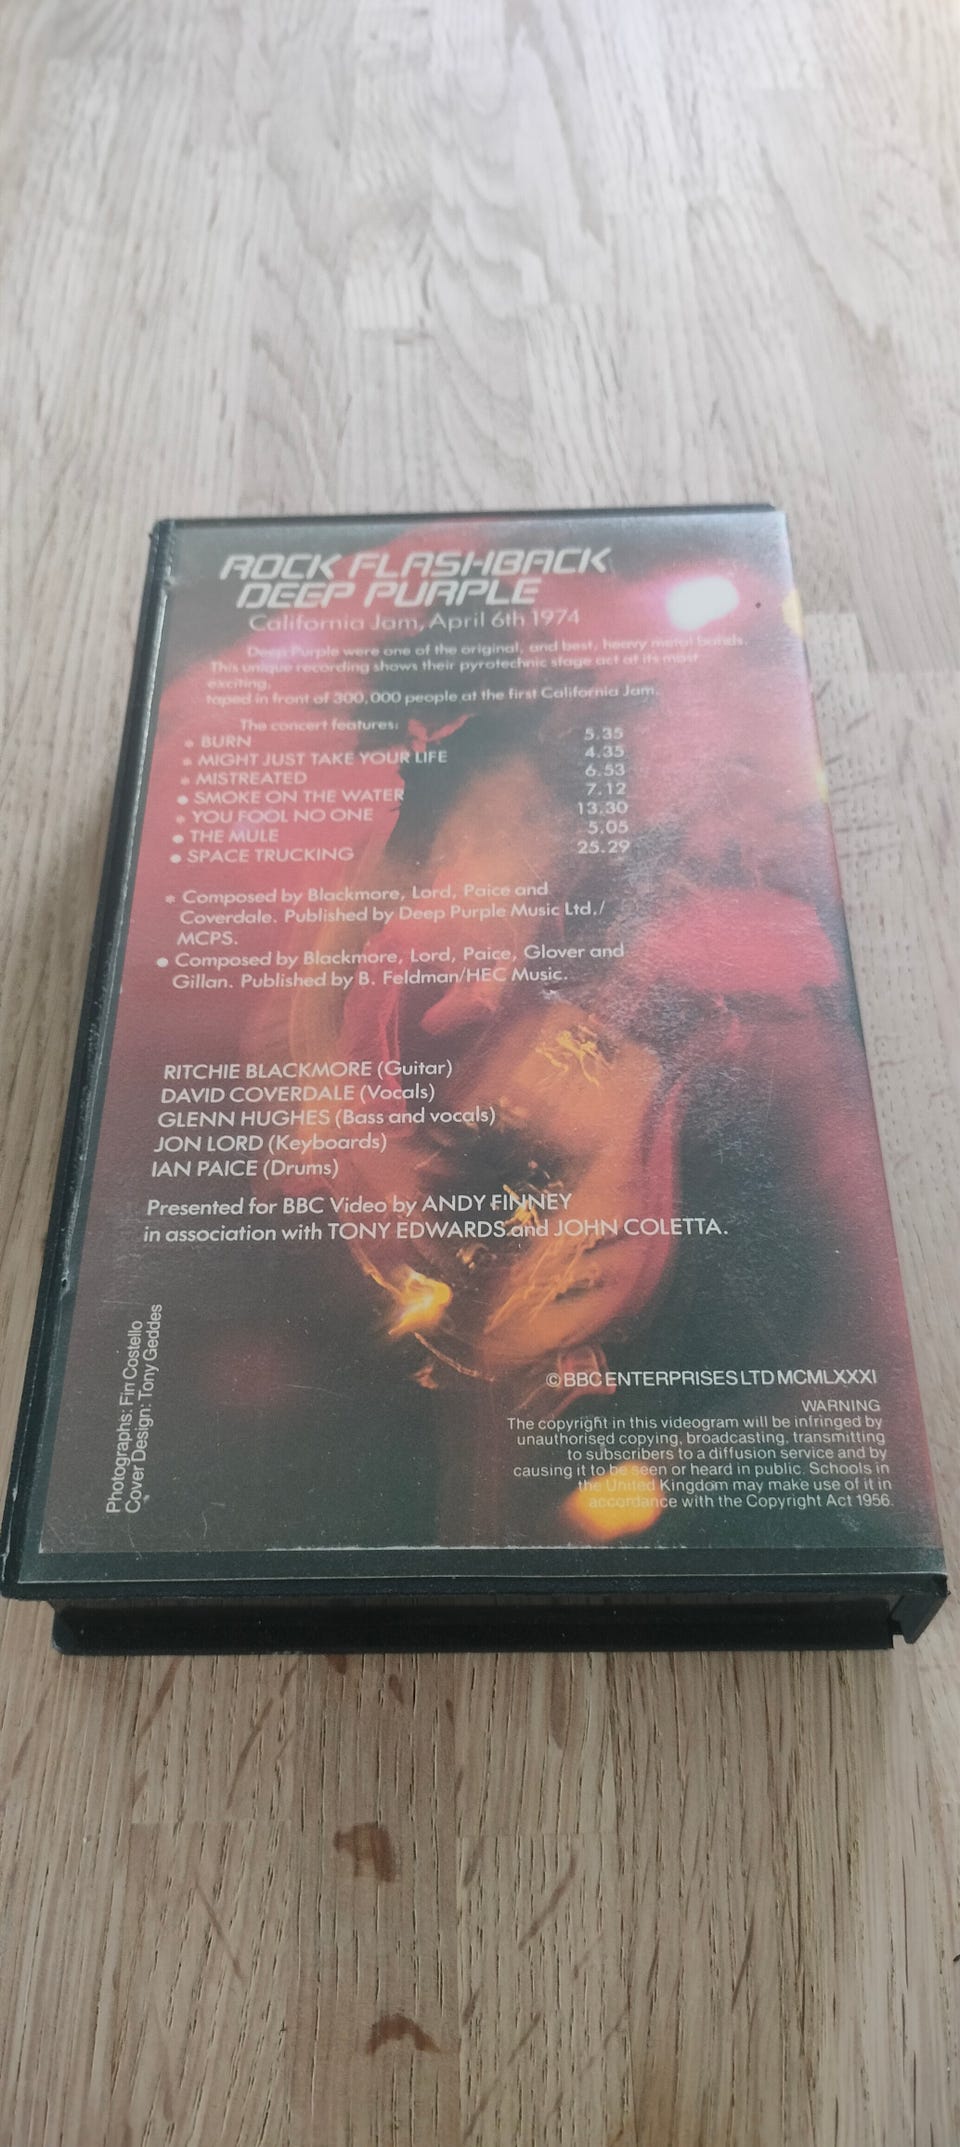 ROCK FLASHBACK
DEEP PURPLE
California Jam, April 6th 1974
Deep Purple were one of the original, and best, heavy metal bands.
This unique recording shows their pyrotechnic stage act at its most
exciting,
taped in front of 300,000 people at the first California Jam.
The concert features:
* BURN 5.35
* MIGHT JUST TAKE YOUR LIFE 4.35
* MISTREATED 6.53
● SMOKE ON THE WATER 7.12
* YOU FOOL NO ONE 13.30
● THE MULE 5.05
● SPACE TRUCKING 25.29
* Composed by Blackmore, Lord, Paice and
Coverdale. Published by Deep Purple Music Ltd./
MCPS.
● Composed by Blackmore, Lord, Paice, Glover and
Gillan. Published by B. Feldman/HEC Music.
RITCHIE BLACKMORE (Guitar)
DAVID COVERDALE (Vocals)
GLENN HUGHES (Bass and vocals)
JON LORD (Keyboards)
IAN PAICE (Drums)
Presented for BBC Video by ANDY FINNEY
in association with TONY EDWARDS and JOHN COLETTA.
Photographs: Fin Costello
Cover Design: Tony Geddes
© BBC ENTERPRISES LTD MCMLXXXI
WARNING
The copyright in this videogram will be infringed by
unauthorised copying, broadcasting, transmitting
to subscribers to a diffusion service and by
causing it to be seen or heard in public. Schools in
the United Kingdom may make use of it in
accordance with the Copyright Act 1956.